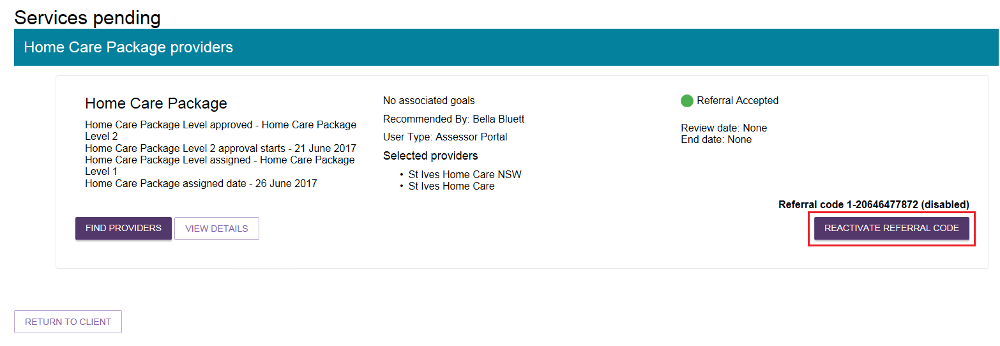 Services pending
Home Care Package providers
Home Care Package
Home Care Package Level approved - Home Care Package
Level 2
Home Care Package Level 2 approval starts - 21 June 2017
Home Care Package Level assigned - Home Care Package
Level 1
Home Care Package assigned date - 26 June 2017
No associated goals
Recommended By: Bella Bluett
User Type: Assessor Portal
Selected providers
• St Ives Home Care NSW
• St Ives Home Care
Referral Accepted
Review date: None
End date: None
Referral code 1-20646477872 (disabled)
FIND PROVIDERS
VIEW DETAILS
REACTIVATE REFERRAL CODE
RETURN TO CLIENT